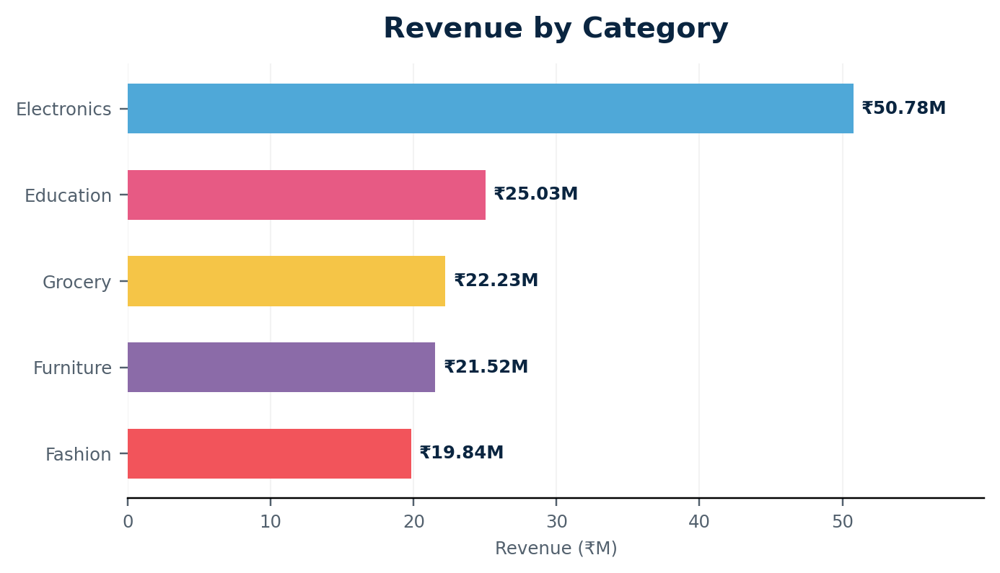 Revenue by Category
Electronics ₹50.78M
Education ₹25.03M
Grocery ₹22.23M
Furniture ₹21.52M
Fashion ₹19.84M
0 10 20 30 40 50
Revenue (₹M)